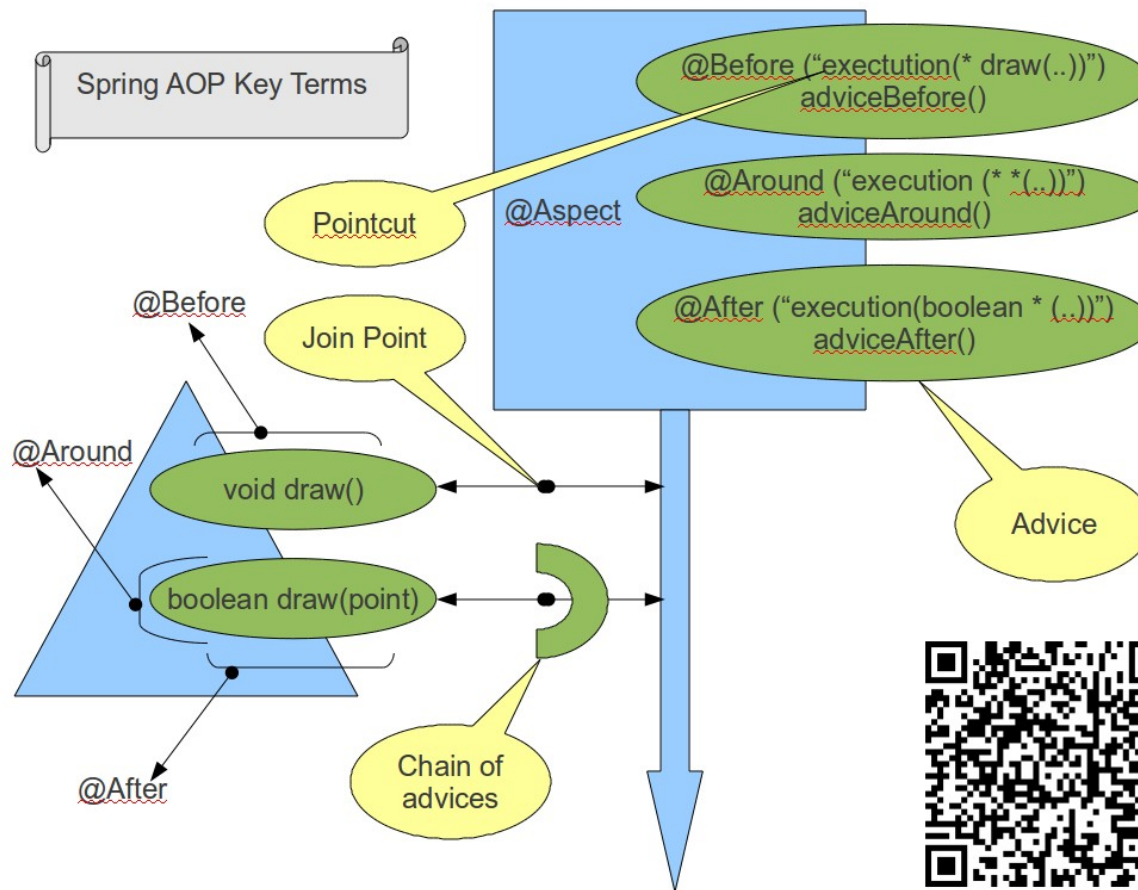 Spring AOP Key Terms
@Before (“exectution(* draw(..))”)
adviceBefore()
@Around (“execution (* *(..))”)
adviceAround()
@Aspect
Pointcut
@After (“execution(boolean * (..))”)
adviceAfter()
@Before
Join Point
@Around
void draw()
Advice
boolean draw(point)
Chain of
advices
@After